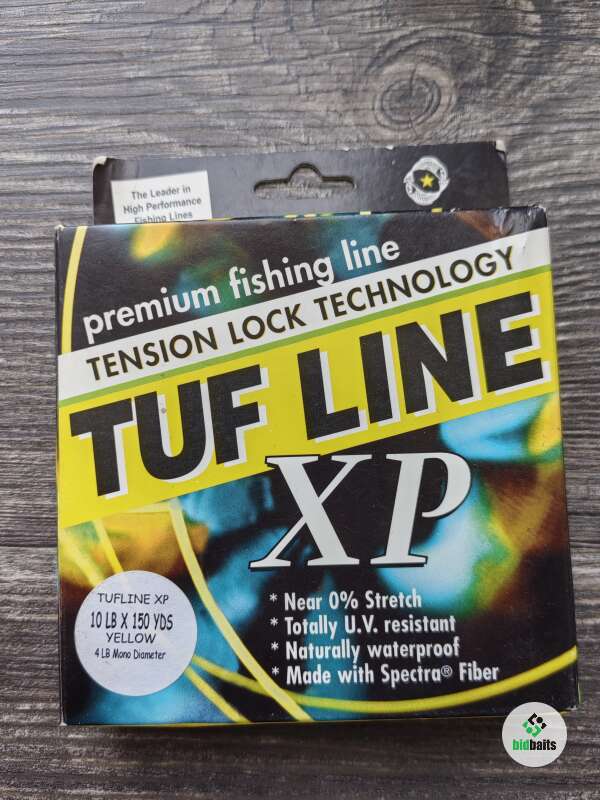 The Leader in
High Performance
Fishing Lines
premium fishing line
TENSION LOCK TECHNOLOGY
TUF LINE
XP
* Near 0% Stretch
* Totally U.V. resistant
* Naturally waterproof
* Made with Spectra® Fiber
TUFLINE XP
10 LB X 150 YDS
YELLOW
4 LB Mono Diameter
bidbaits